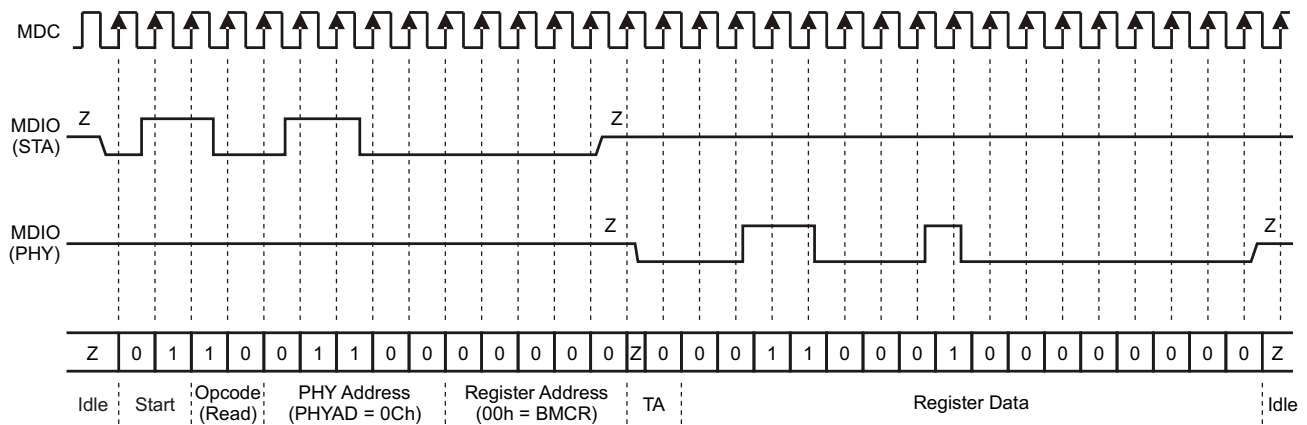 MDC
Z
Z
MDIO
(STA)
Z
Z
MDIO
(PHY)
Z 0 1 1 0 0 1 1 0 0 0 0 0 0 0 Z 0 0 0 1 1 0 0 0 1 0 0 0 0 0 0 0 0 Z
Idle Start Opcode (Read) PHY Address (PHYAD = 0Ch) Register Address (00h = BMCR) TA Register Data Idle